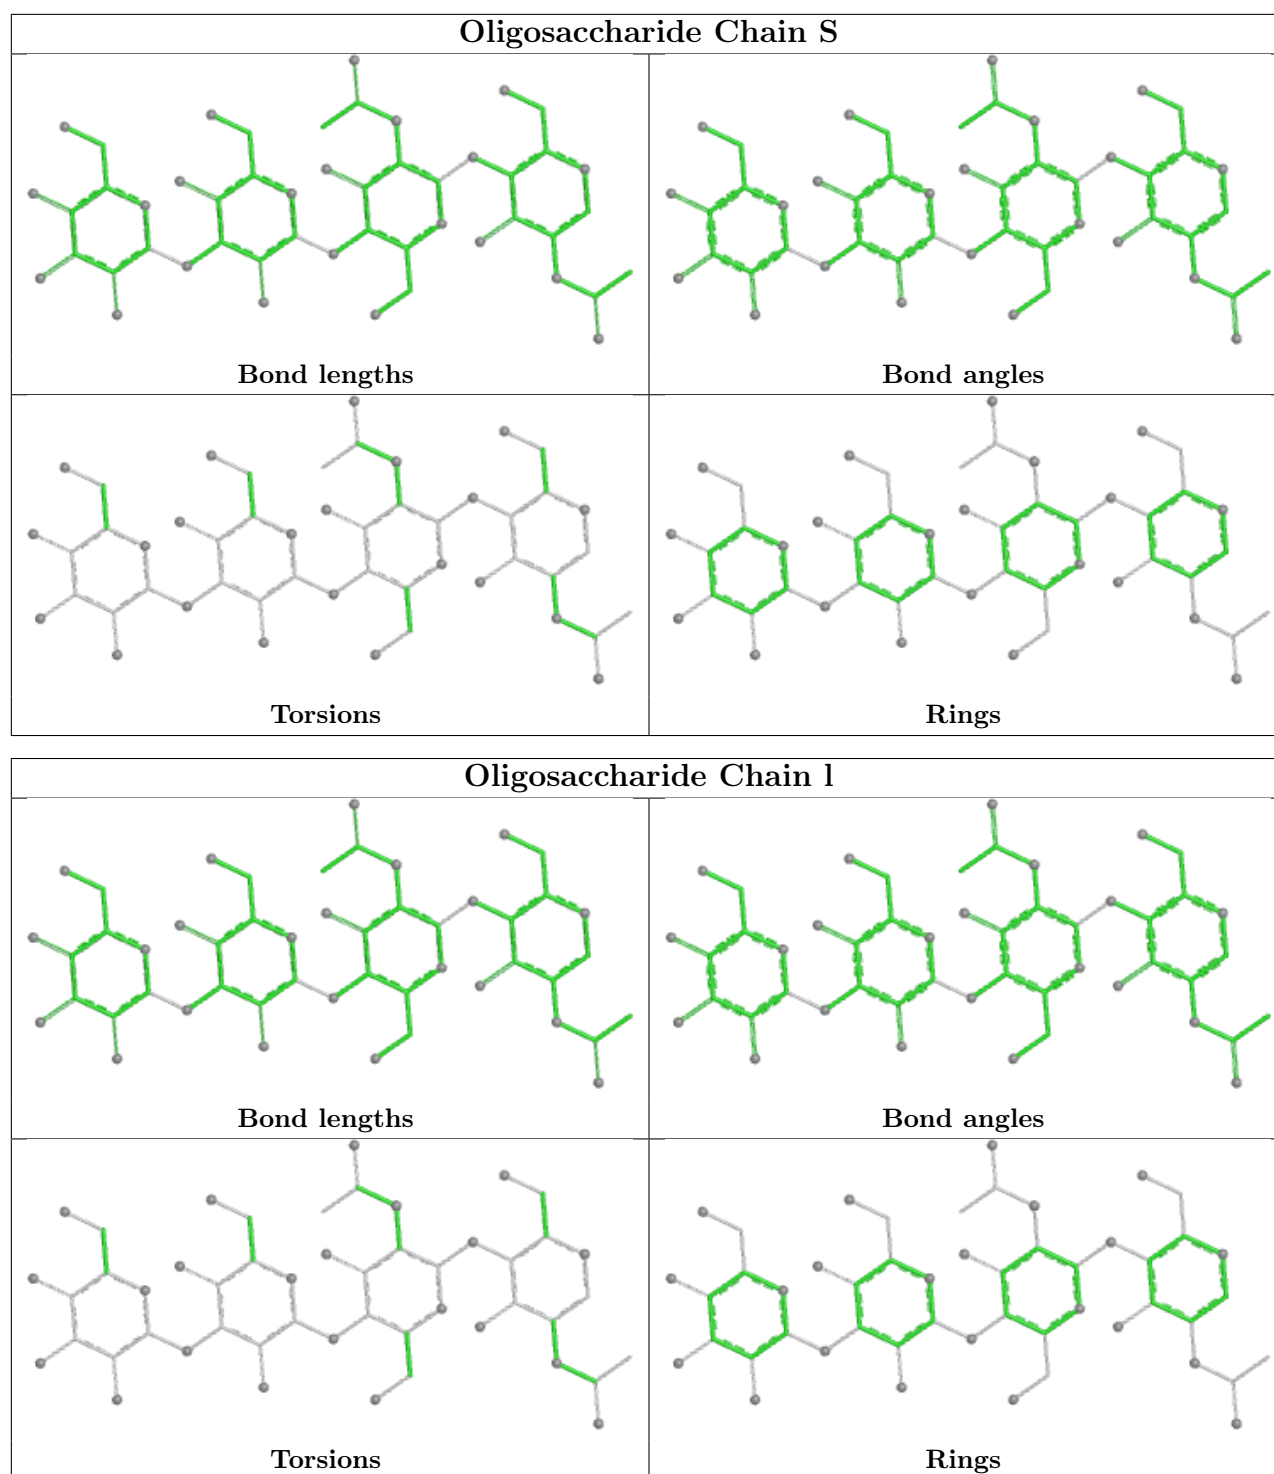 Oligosaccharide Chain S
Bond lengths
Bond angles
Torsions
Rings
Oligosaccharide Chain l
Bond lengths
Bond angles
Torsions
Rings